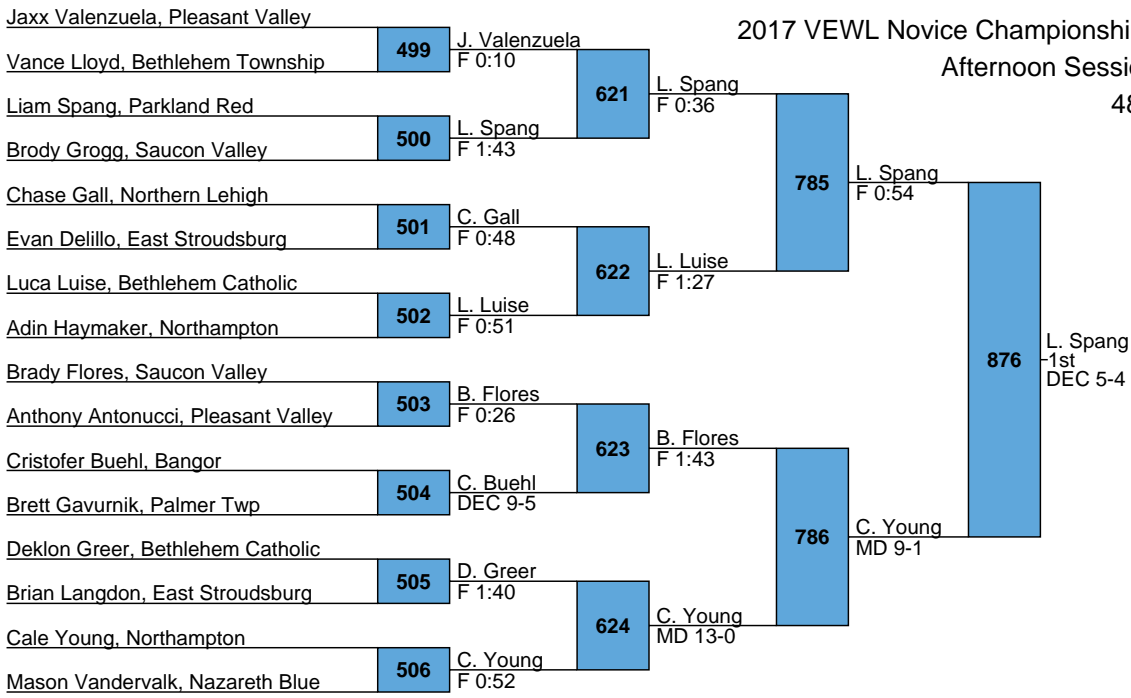 2017 VEWL Novice Championshi
Afternoon Sessi
48
Jaxx Valenzuela, Pleasant Valley
499
J. Valenzuela
F 0:10
Vance Lloyd, Bethlehem Township
621
L. Spang
F 0:36
Liam Spang, Parkland Red
500
L. Spang
F 1:43
Brody Grogg, Saucon Valley
785
L. Spang
F 0:54
Chase Gall, Northern Lehigh
501
C. Gall
F 0:48
Evan Delillo, East Stroudsburg
622
L. Luise
F 1:27
Luca Luise, Bethlehem Catholic
502
L. Luise
F 0:51
Adin Haymaker, Northampton
876
L. Spang
1st
DEC 5-4
Brady Flores, Saucon Valley
503
B. Flores
F 0:26
Anthony Antonucci, Pleasant Valley
623
B. Flores
F 1:43
Cristofer Buehl, Bangor
504
C. Buehl
DEC 9-5
Brett Gavurnik, Palmer Twp
786
C. Young
MD 9-1
Deklon Greer, Bethlehem Catholic
505
D. Greer
F 1:40
Brian Langdon, East Stroudsburg
624
C. Young
MD 13-0
Cale Young, Northampton
506
C. Young
F 0:52
Mason Vandervalk, Nazareth Blue